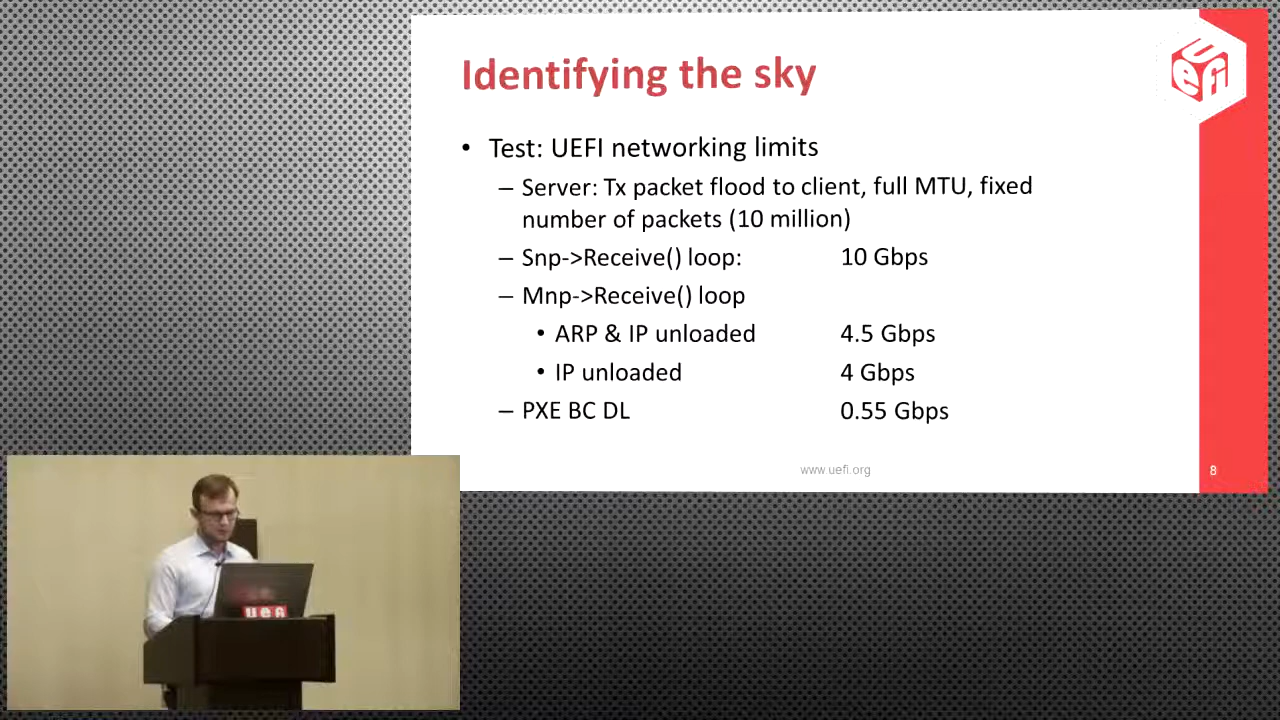 Identifying the sky
uefi
• Test: UEFI networking limits
– Server: Tx packet flood to client, full MTU, fixed
number of packets (10 million)
– Snp->Receive() loop: 10 Gbps
– Mnp->Receive() loop
• ARP & IP unloaded 4.5 Gbps
• IP unloaded 4 Gbps
– PXE BC DL 0.55 Gbps
www.uefi.org
8
uefi